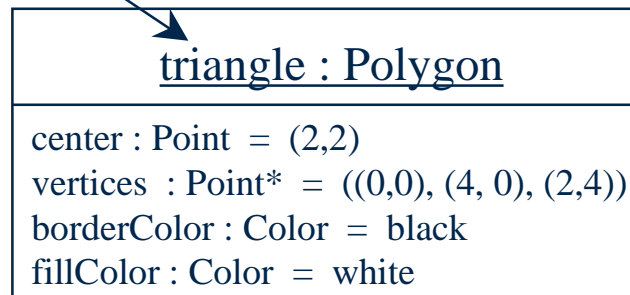 triangle : Polygon
center : Point = (2,2)
vertices : Point* = ((0,0), (4, 0), (2,4))
borderColor : Color = black
fillColor : Color = white